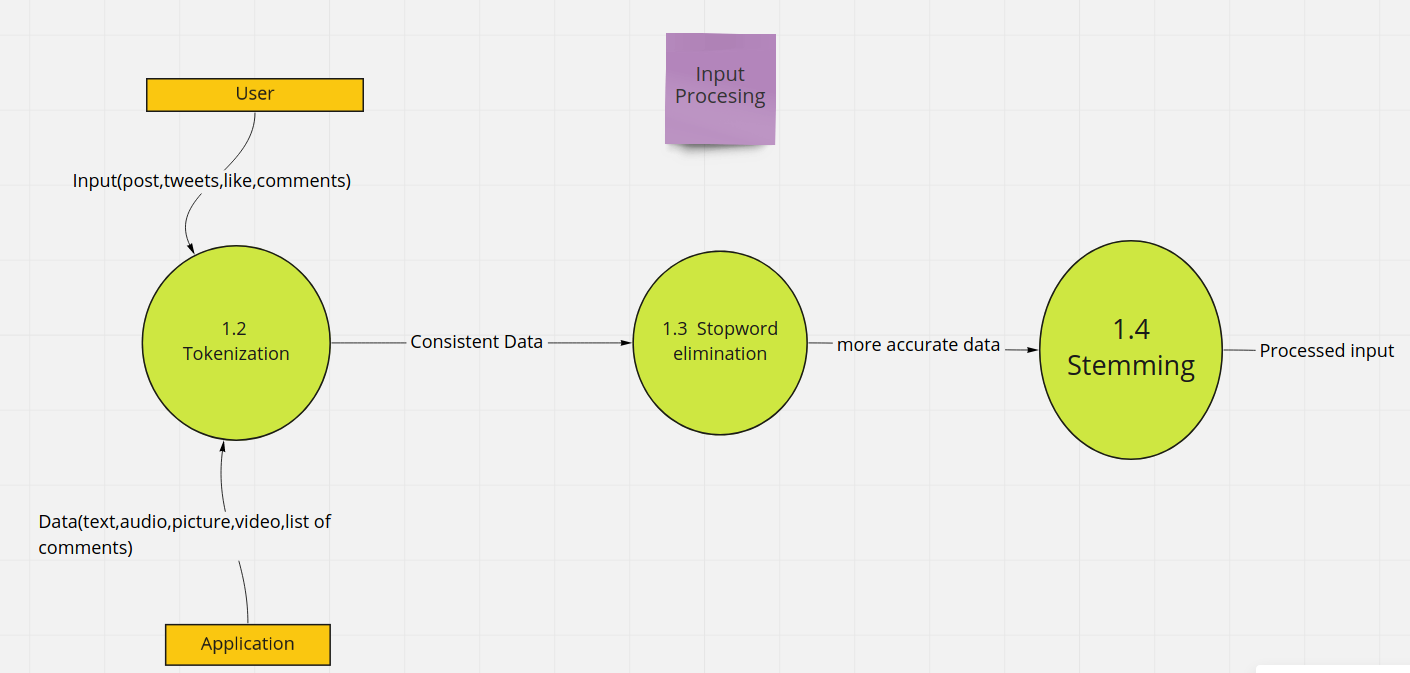 Input
Procesing
User
Input(post,tweets,like,comments)
1.2
Tokenization
Consistent Data
1.3 Stopword
elimination
more accurate data
1.4
Stemming
Processed input
Data(text,audio,picture,video,list of
comments)
Application